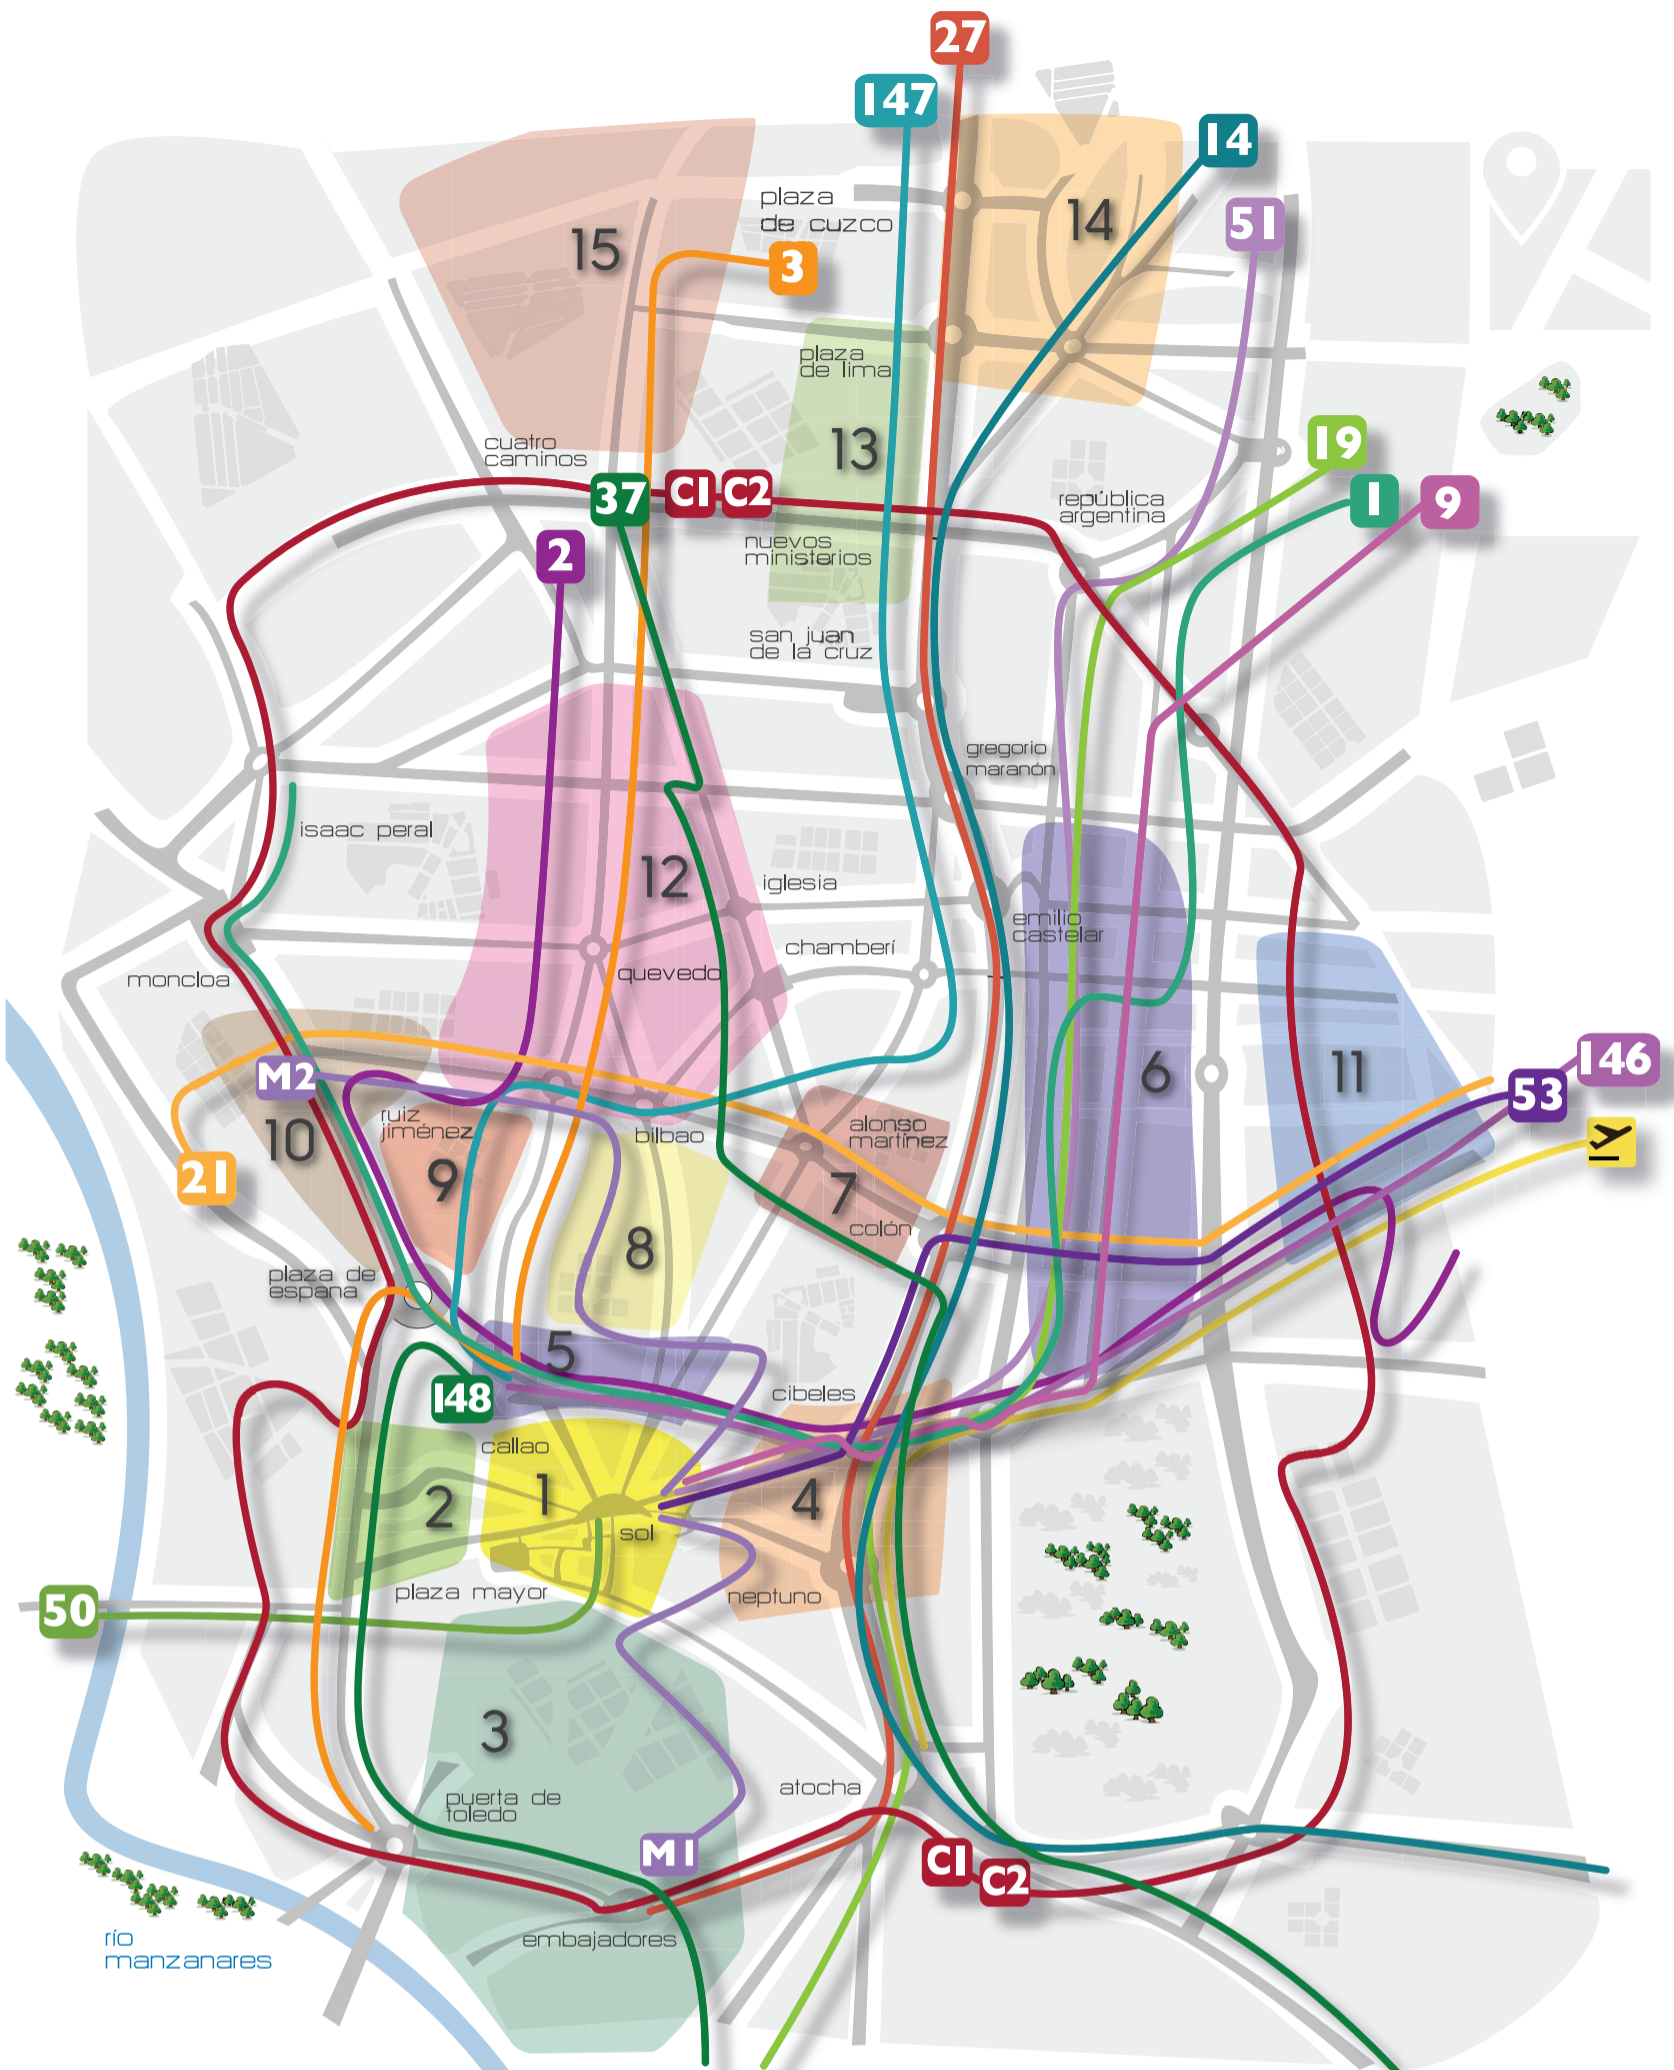 27
147
14
plaza
de cuzco
51
14
15
3
plaza
de lima
cuatro
caminos
13
19
37
C1
C2
república
argentina
1
9
2
nuevos
ministerios
san juan
de la cruz
gregorio
maranón
isaac peral
12
iglesia
emilio
castelar
chamberí
quevedo
moncloa
M2
6
11
146
53
ruiz
jiménez
bilbao
alonso
martínez
10
21
9
7
colón
8
plaza de
espana
5
148
cibeles
callao
1
2
sol
4
plaza mayor
neptuno
50
3
puerta de
toledo
atocha
M1
C1
C2
embajadores
río
manzanares